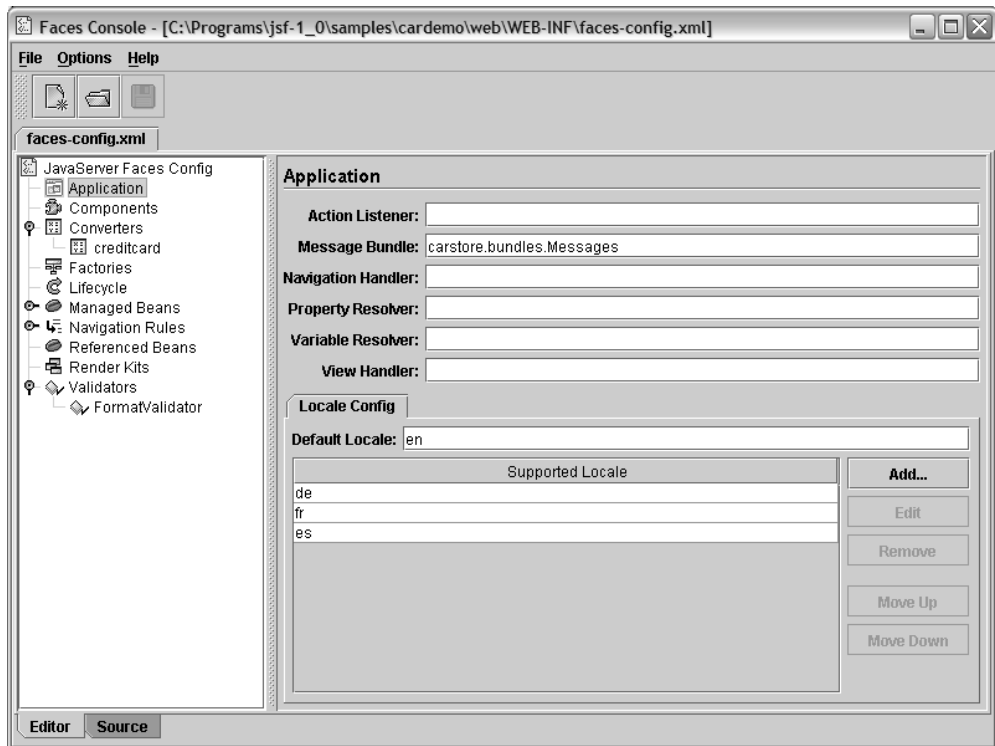 Faces Console - [C:\Programs\jsf-1_0\samples\cardemo\web\WEB-INF\faces-config.xml]
File Options Help
faces-config.xml
JavaServer Faces Config
Application
Components
Converters
creditcard
Factories
Lifecycle
Managed Beans
Navigation Rules
Referenced Beans
Render Kits
Validators
FormatValidator
Application
Action Listener:
Message Bundle: carstore.bundles.Messages
Navigation Handler:
Property Resolver:
Variable Resolver:
View Handler:
Locale Config
Default Locale: en
Supported Locale
de
fr
es
Add...
Edit
Remove
Move Up
Move Down
Editor Source